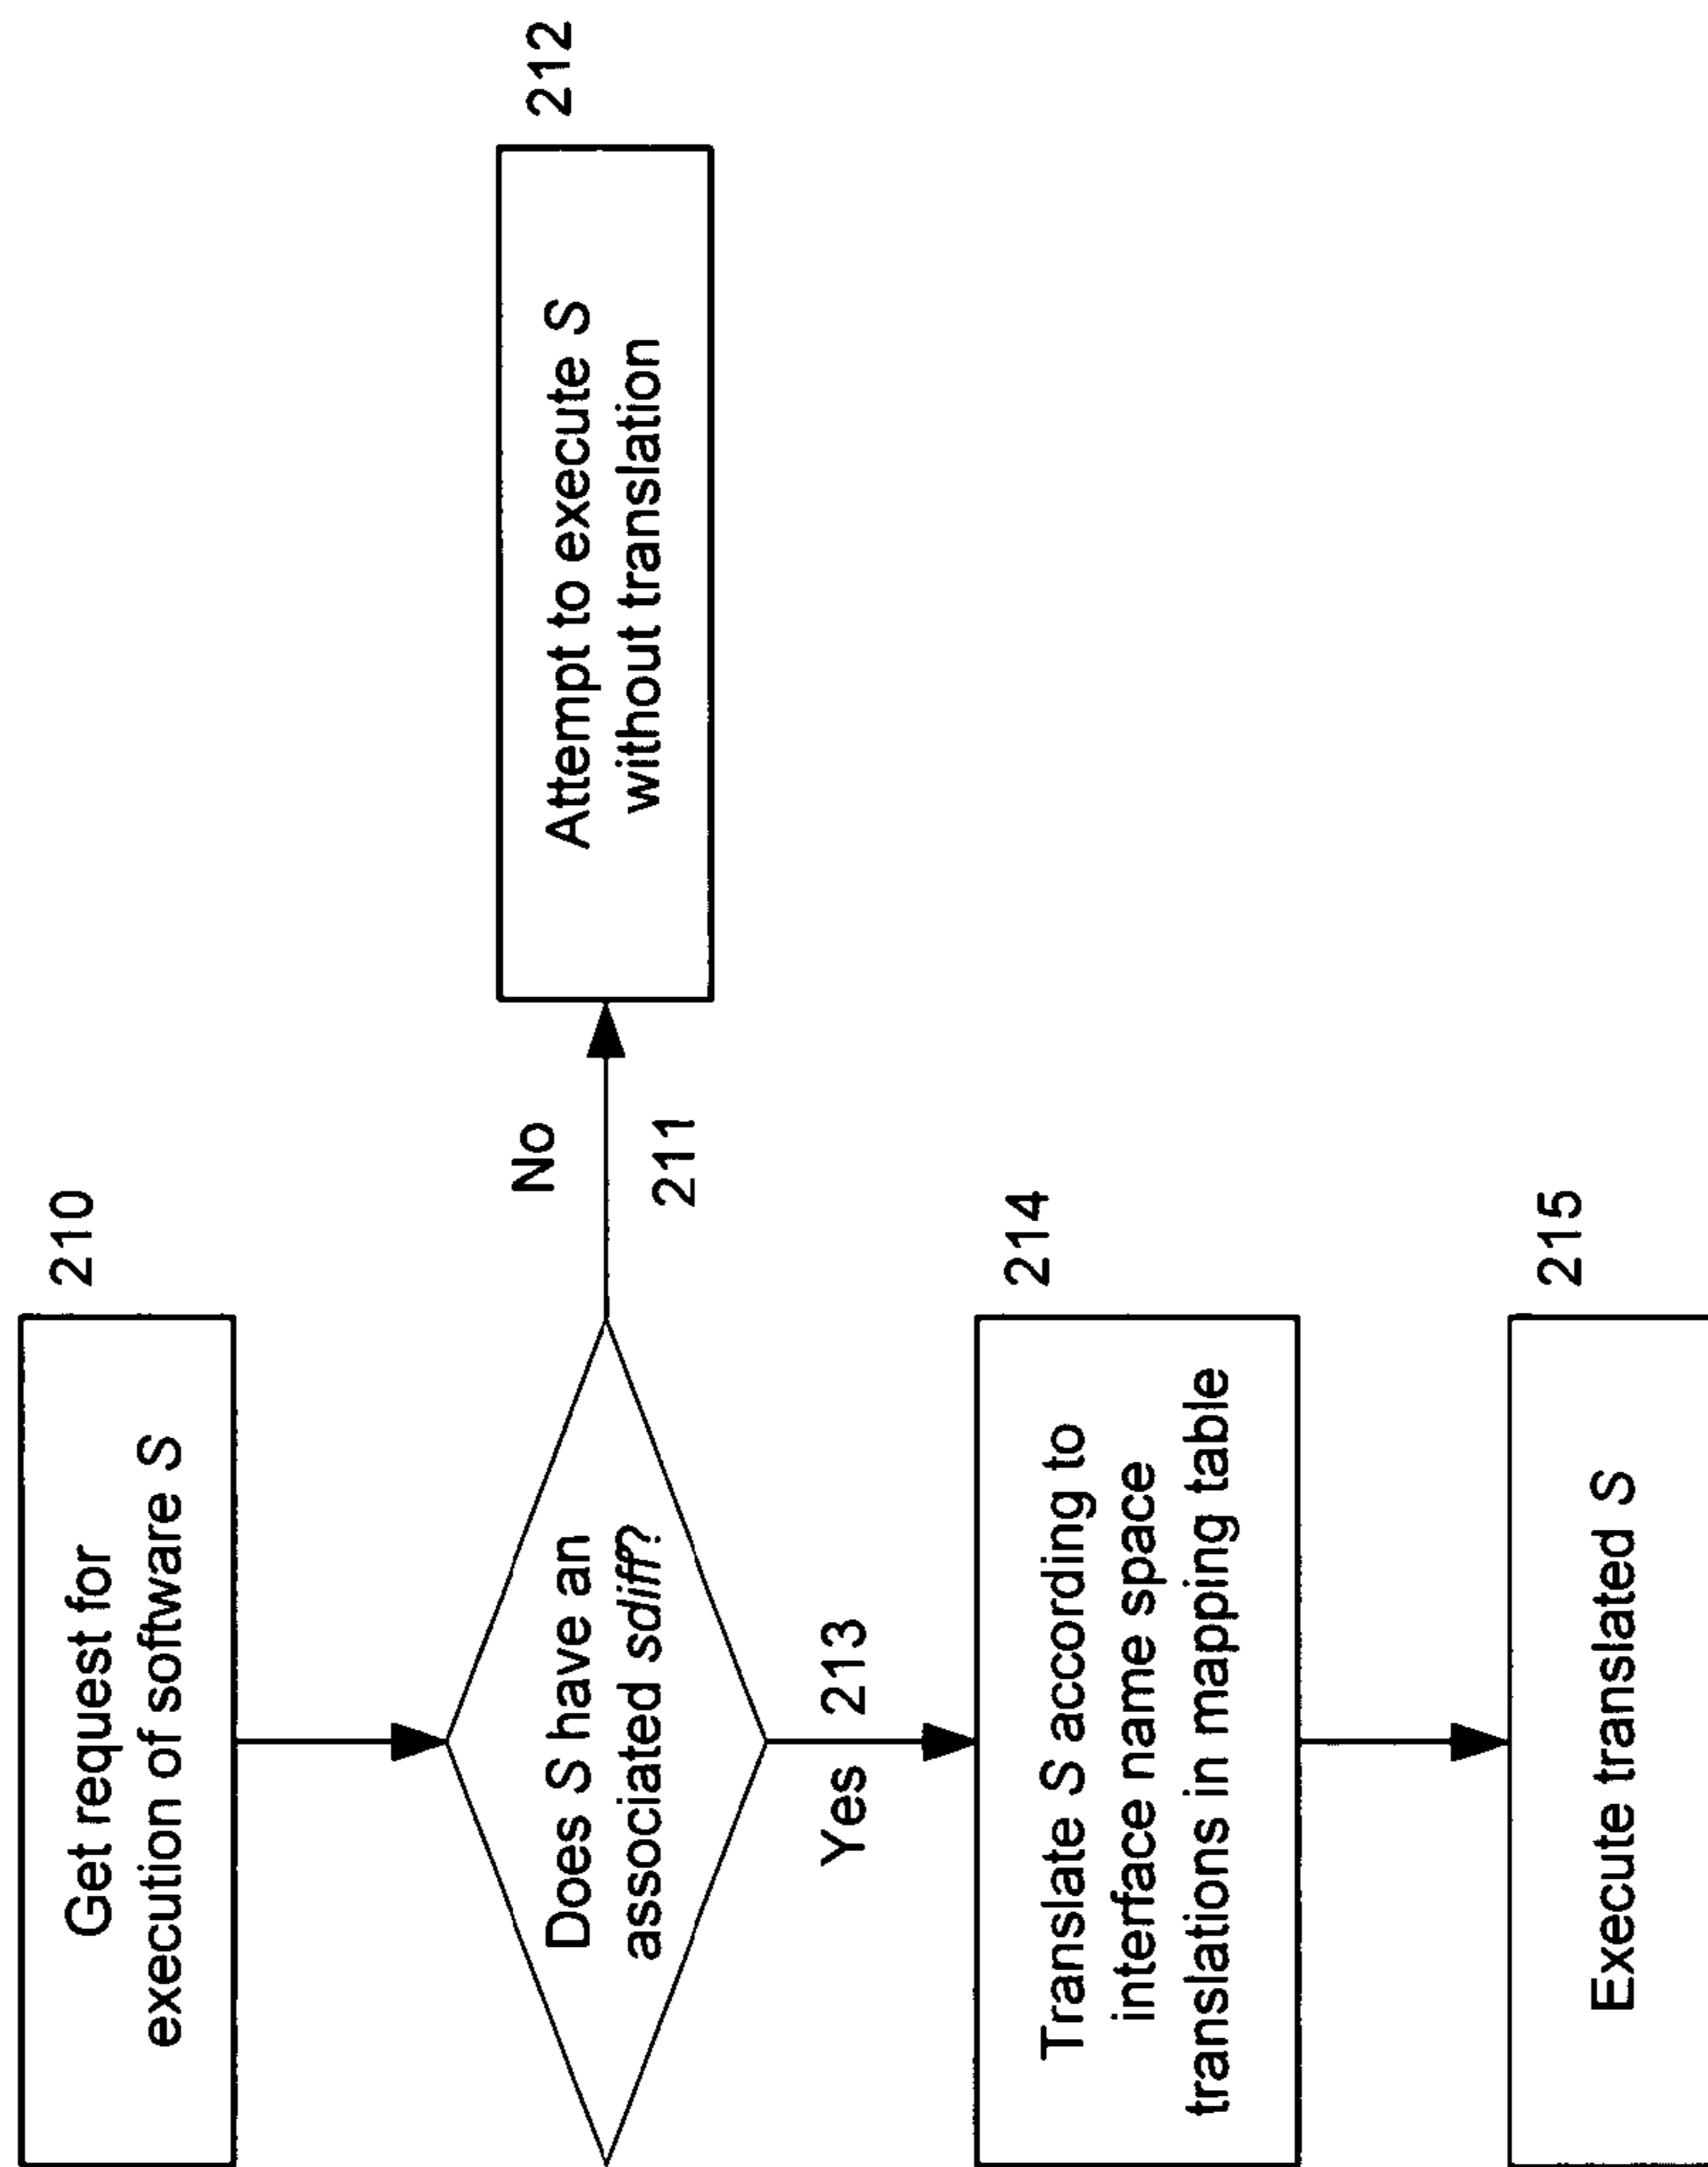 Get request for
execution of software S
210
Does S have an
associated sdiff?
No
211
Attempt to execute S
without translation
212
Yes 213
Translate S according to
interface name space
translations in mapping table
214
Execute translated S
215